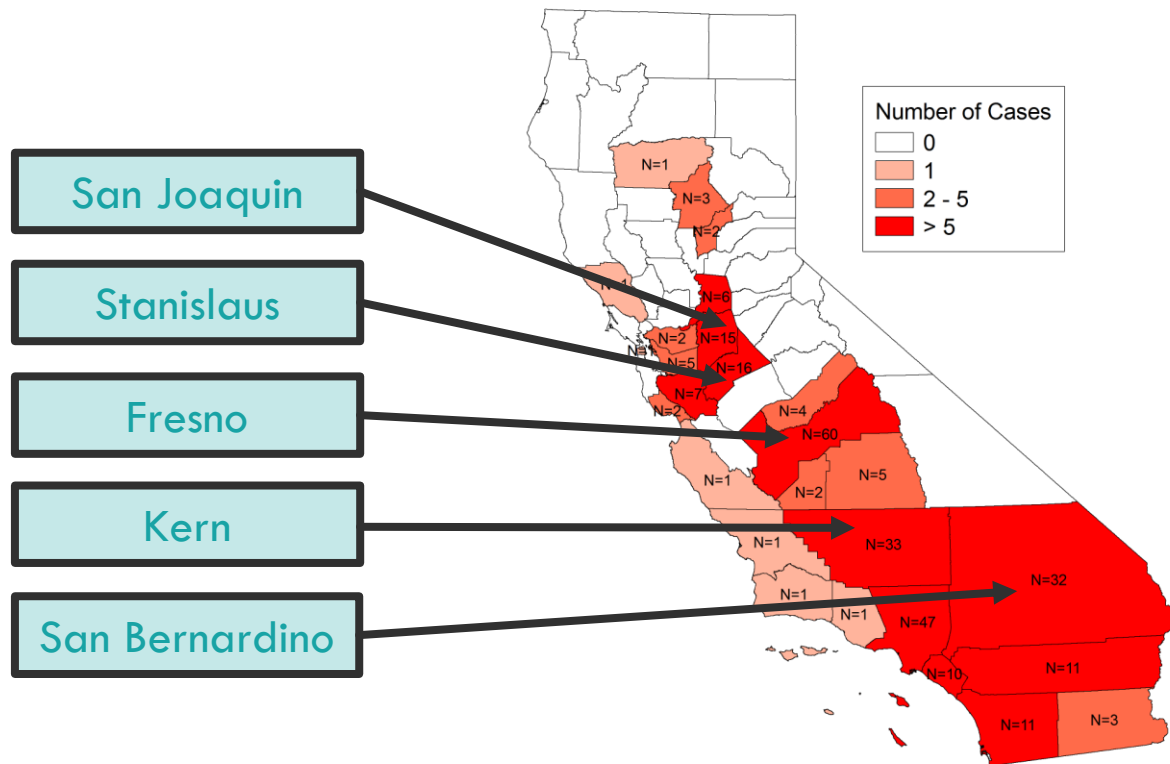 Number of Cases
0
1
2 - 5
> 5
San Joaquin
Stanislaus
Fresno
Kern
San Bernardino
N=1
N=3
N=2
N=6
N=2
N=15
N=5
N=16
N=7
N=2
N=4
N=60
N=1
N=2
N=5
N=1
N=33
N=32
N=1
N=1
N=47
N=10
N=11
N=11
N=3